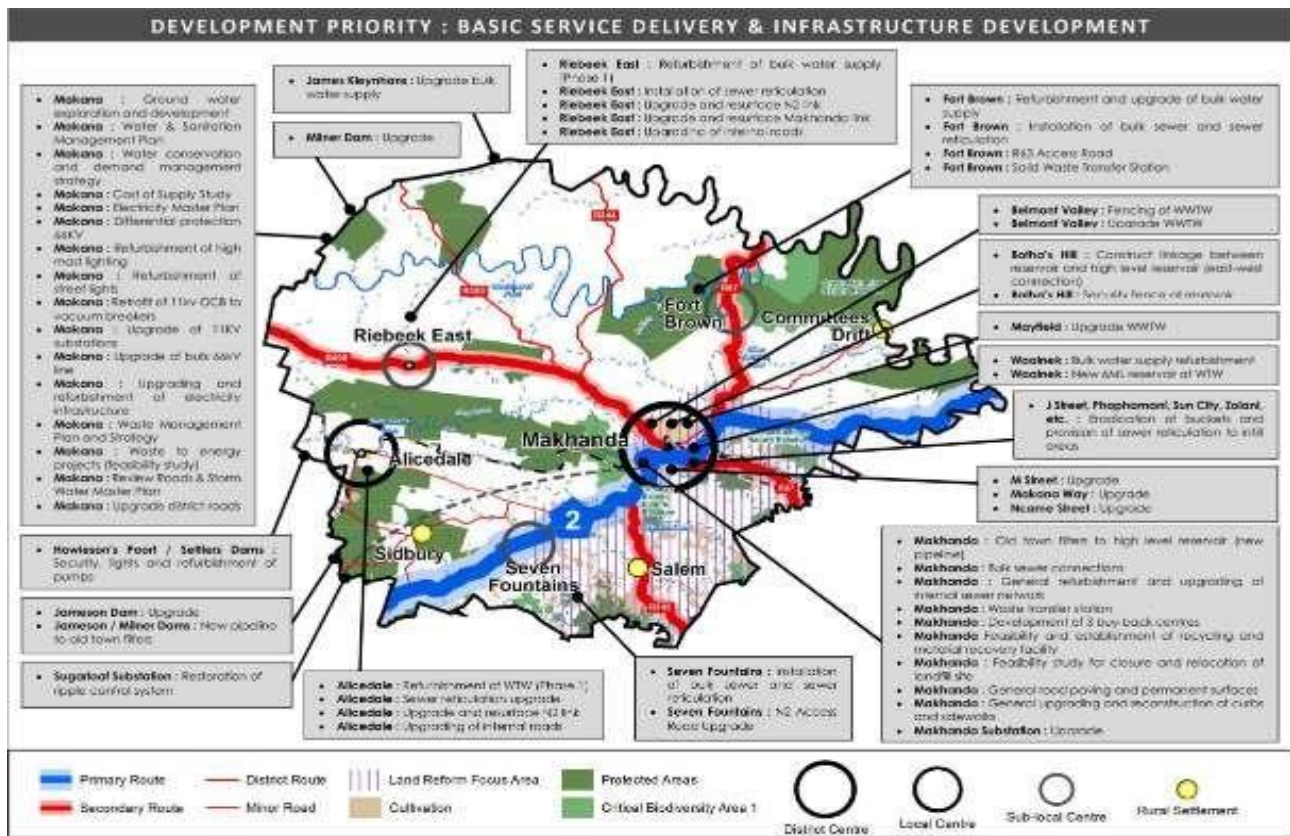 DEVELOPMENT PRIORITY : BASIC SERVICE DELIVERY & INFRASTRUCTURE DEVELOPMENT
• Makana : Ground water
exploration and development
• Makana : Water & Sanitation
Management Plan
• Makana : Water conservation
and demand management
strategy
• Makana : Cost of Supply Study
• Makana : Electricity Master Plan
• Makana : Differential protection
66KV
• Makana : Refurbishment of high
mast lighting
• Makana : Refurbishment of
street lights
• Makana : Retrofit of 11kv OCB to
vacuum breakers
• Makana : Upgrade of 11KV
substations
• Makana : Upgrade of bulk 66kV
line
• Makana : Upgrading and
refurbishment of electricity
infrastructure
• Makana : Waste Management
Plan and Strategy
• Makana : Waste to energy
projects (feasibility study)
• Makana : Review Roads & Storm
Water Master Plan
• Makana : Upgrade district roads
• James Kleynhans : Upgrade bulk
water supply
• Milner Dam : Upgrade
• Riebeek East : Refurbishment of bulk water supply
(Phase 1)
• Riebeek East : Installation of sewer reticulation
• Riebeek East : Upgrade and resurface N2 link
• Riebeek East : Upgrade and resurface Makhanda link
• Riebeek East : Upgrading of internal roads
• Fort Brown : Refurbishment and upgrade of bulk water
supply
• Fort Brown : Installation of bulk sewer and sewer
reticulation
• Fort Brown : R63 Access Road
• Fort Brown : Solid Waste Transfer Station
• Belmont Valley : Fencing of WWTW
• Belmont Valley : Upgrade WWTW
• Botha's Hill : Construct linkage between
reservoir and high level reservoir (east-west
connection)
• Botha's Hill : Security fence at reservoir
• Mayfield : Upgrade WWTW
• Waainek : Bulk water supply refurbishment
• Waainek : New reservoir at WTW
• J Street, Phaphamani, Sun City, Zolani,
etc. : Eradication of buckets and
provision of sewer reticulation to infill
areas
• M Street : Upgrade
• Makana Way : Upgrade
• Ncame Street : Upgrade
• Makhanda : Old town filters to high level reservoir (new
pipeline)
• Makhanda : Bulk sewer connections
• Makhanda : General refurbishment and upgrading of
internal sewer network
• Makhanda : Waste transfer station
• Makhanda : Development of 3 buy-back centres
• Makhanda Feasibility and establishment of recycling and
material recovery facility
• Makhanda : Feasibility study for closure and relocation of
landfill site
• Makhanda : General road paving and permanent surfaces
• Makhanda : General upgrading and reconstruction of curbs
and sidewalks
• Makhanda Substation : Upgrade
Riebeek East
Fort
Brown
Committees
Drift
Makhanda
Alicedale
Sidbury
2
Seven
Fountains
Salem
R67
• Howieson's Poort / Settlers Dams :
Security, lights and refurbishment of
pumps
• Jameson Dam : Upgrade
• Jameson / Milner Dams : New pipeline
to old town filters
• Sugarloaf Substation : Restoration of
ripple control system
• Alicedale : Refurbishment of WTW (Phase 1)
• Alicedale : Sewer reticulation upgrade
• Alicedale : Upgrade and resurface N2 link
• Alicedale : Upgrading of internal roads
• Seven Fountains : Installation
of bulk sewer and sewer
reticulation
• Seven Fountains : N2 Access
Road Upgrade
Primary Route
Secondary Route
District Route
Minor Road
Land Reform Focus Area
Cultivation
Protected Areas
Critical Biodiversity Area 1
District Centre
Local Centre
Sub-local Centre
Rural Settlement